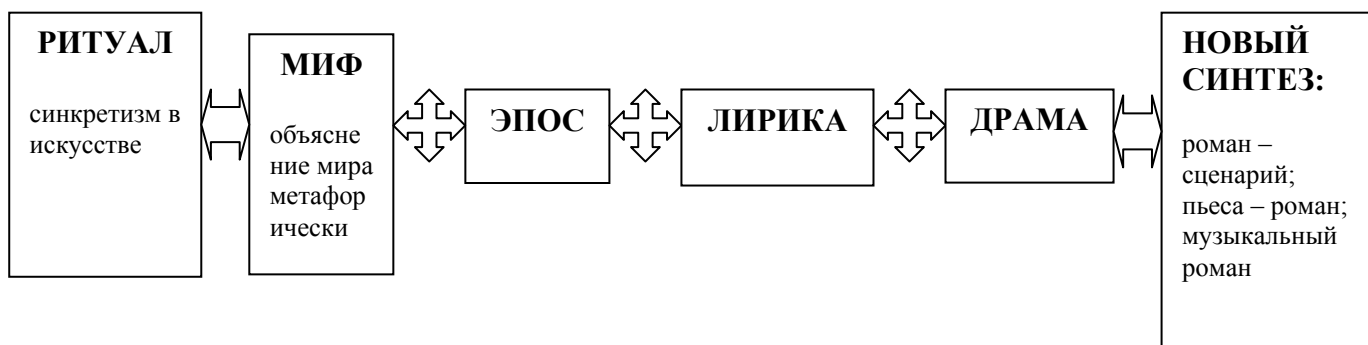 РИТУАЛ
синкретизм в
искусстве
МИФ
объясне
ние мира
метафор
ически
ЭПОС
ЛИРИКА
ДРАМА
НОВЫЙ
СИНТЕЗ:
роман –
сценарий;
пьеса – роман;
музыкальный
роман